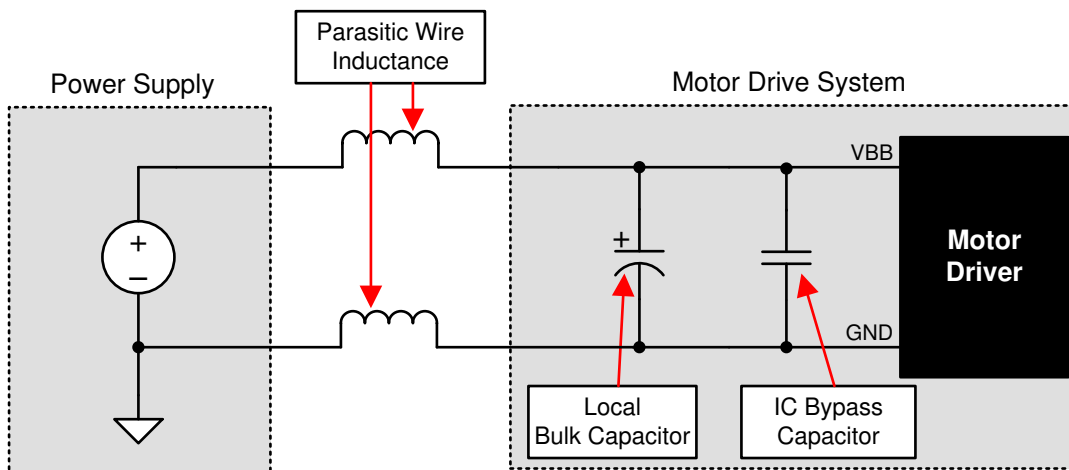 Parasitic Wire
Inductance
Power Supply
Motor Drive System
VBB
+
–
+
Motor
Driver
GND
Local
Bulk Capacitor
IC Bypass
Capacitor